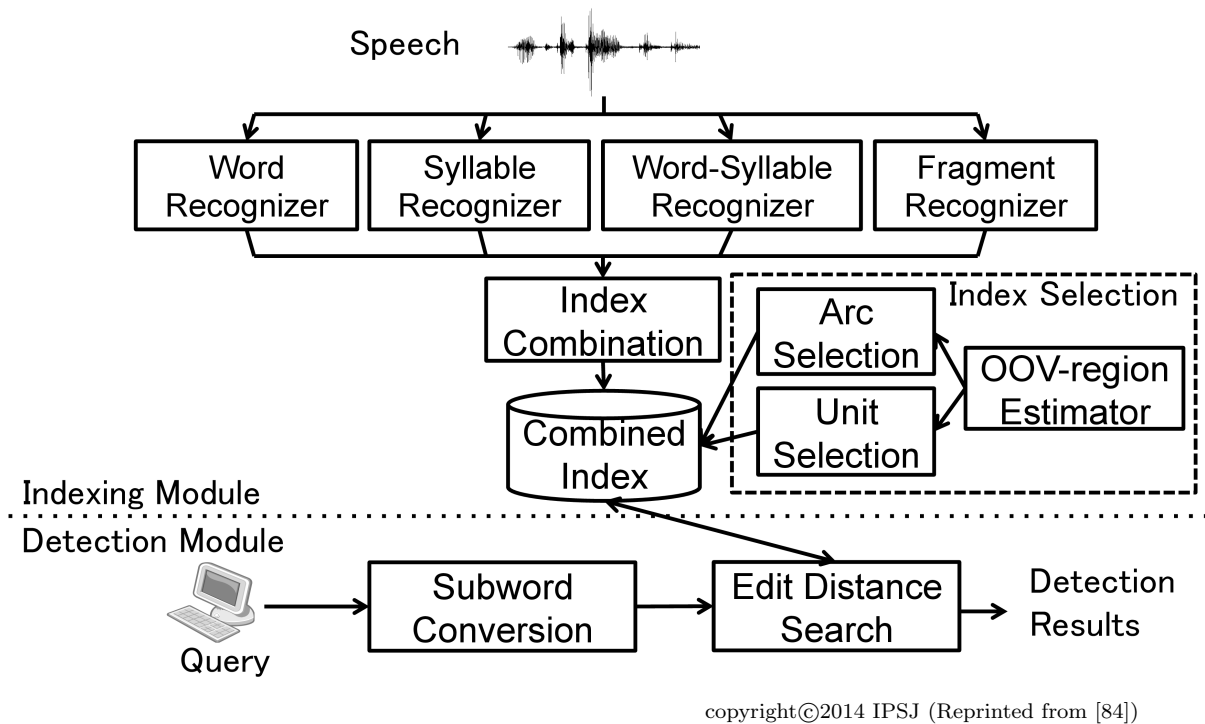 Speech
Word
Recognizer
Syllable
Recognizer
Word-Syllable
Recognizer
Fragment
Recognizer
Index
Combination
Index Selection
Arc
Selection
OOV-region
Estimator
Unit
Selection
Combined
Index
Indexing Module
Detection Module
Subword
Conversion
Edit Distance
Search
Detection
Results
Query
copyright©2014 IPSJ (Reprinted from [84])